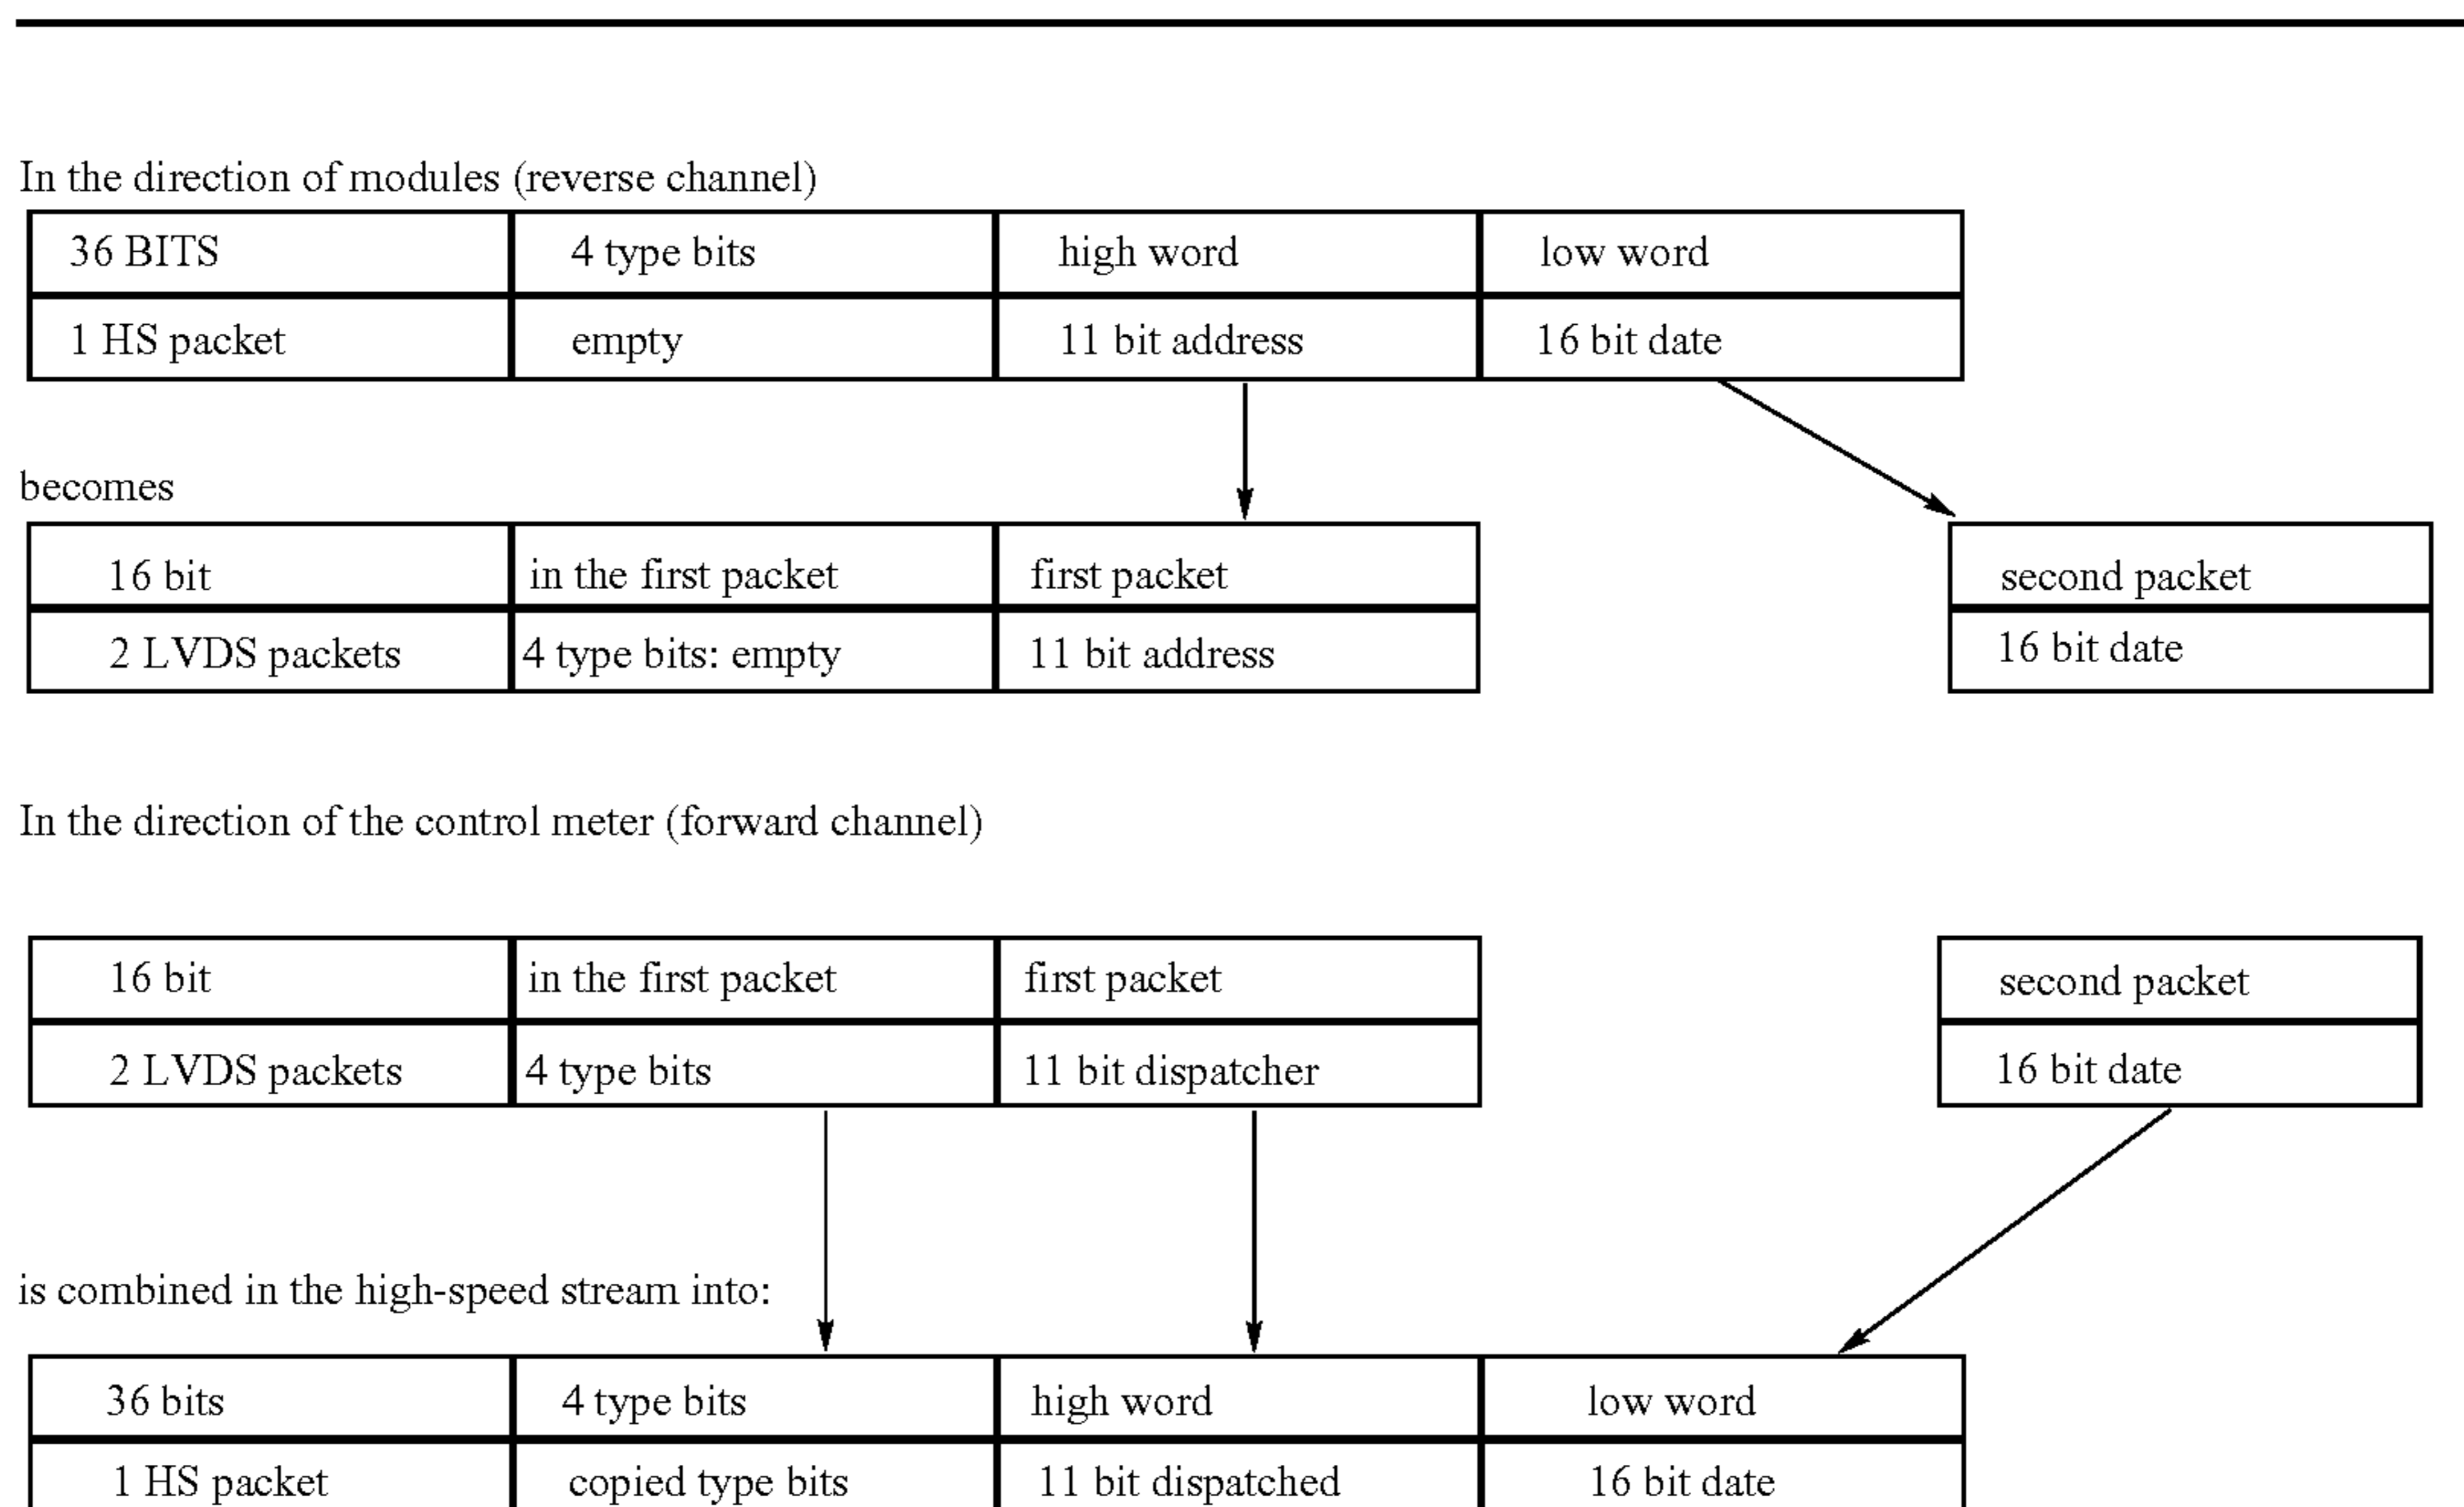 In the direction of modules (reverse channel)
36 BITS 4 type bits high word low word
1 HS packet empty 11 bit address 16 bit date
becomes
16 bit in the first packet first packet second packet
2 LVDS packets 4 type bits: empty 11 bit address 16 bit date
In the direction of the control meter (forward channel)
16 bit in the first packet first packet second packet
2 LVDS packets 4 type bits 11 bit dispatcher 16 bit date
is combined in the high-speed stream into:
36 bits 4 type bits high word low word
1 HS packet copied type bits 11 bit dispatched 16 bit date